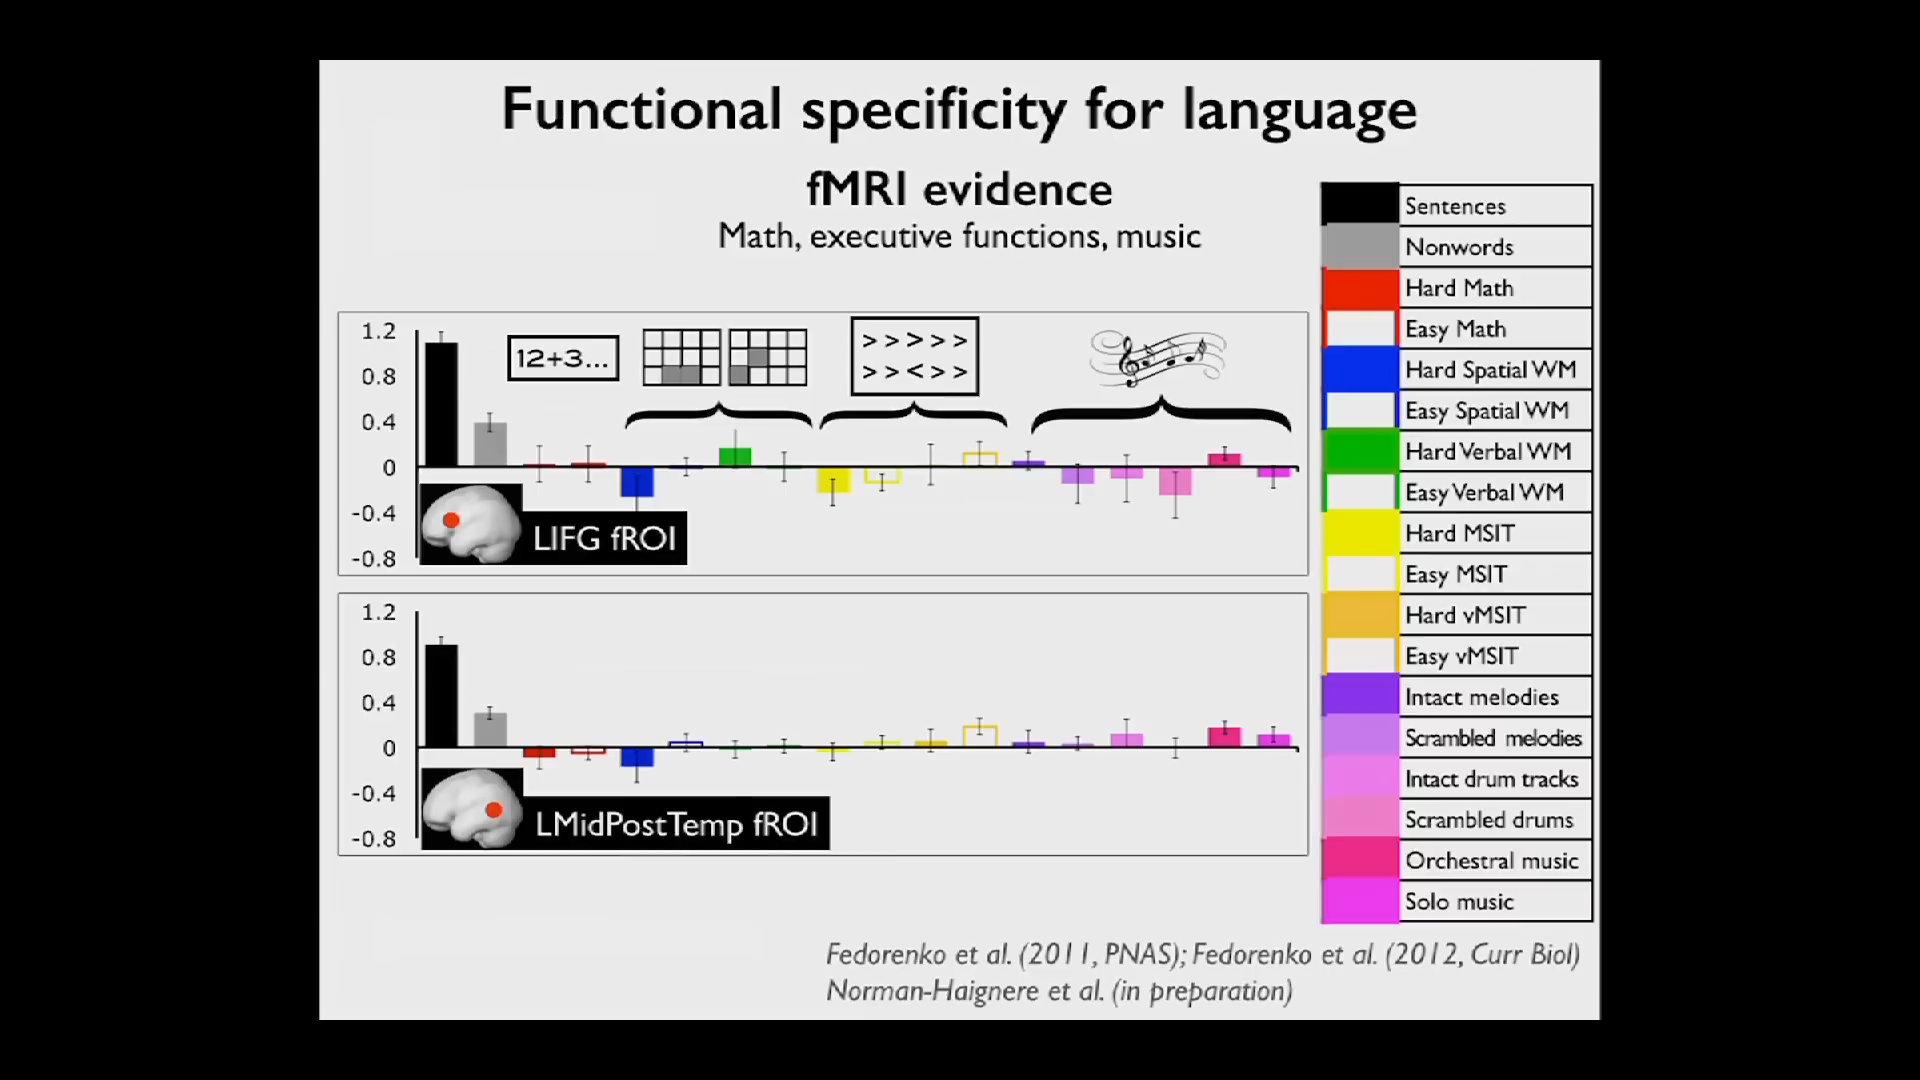 Functional specificity for language
fMRI evidence
Math, executive functions, music
1.2
0.8
0.4
0
-0.4
-0.8
12+3...
> > > > >
> > < > >
LIFG fROI
1.2
0.8
0.4
0
-0.4
-0.8
LMidPostTemp fROI
Sentences
Nonwords
Hard Math
Easy Math
Hard Spatial WM
Easy Spatial WM
Hard Verbal WM
Easy Verbal WM
Hard MSIT
Easy MSIT
Hard vMSIT
Easy vMSIT
Intact melodies
Scrambled melodies
Intact drum tracks
Scrambled drums
Orchestral music
Solo music
Fedorenko et al. (2011, PNAS); Fedorenko et al. (2012, Curr Biol)
Norman-Haignere et al. (in preparation)